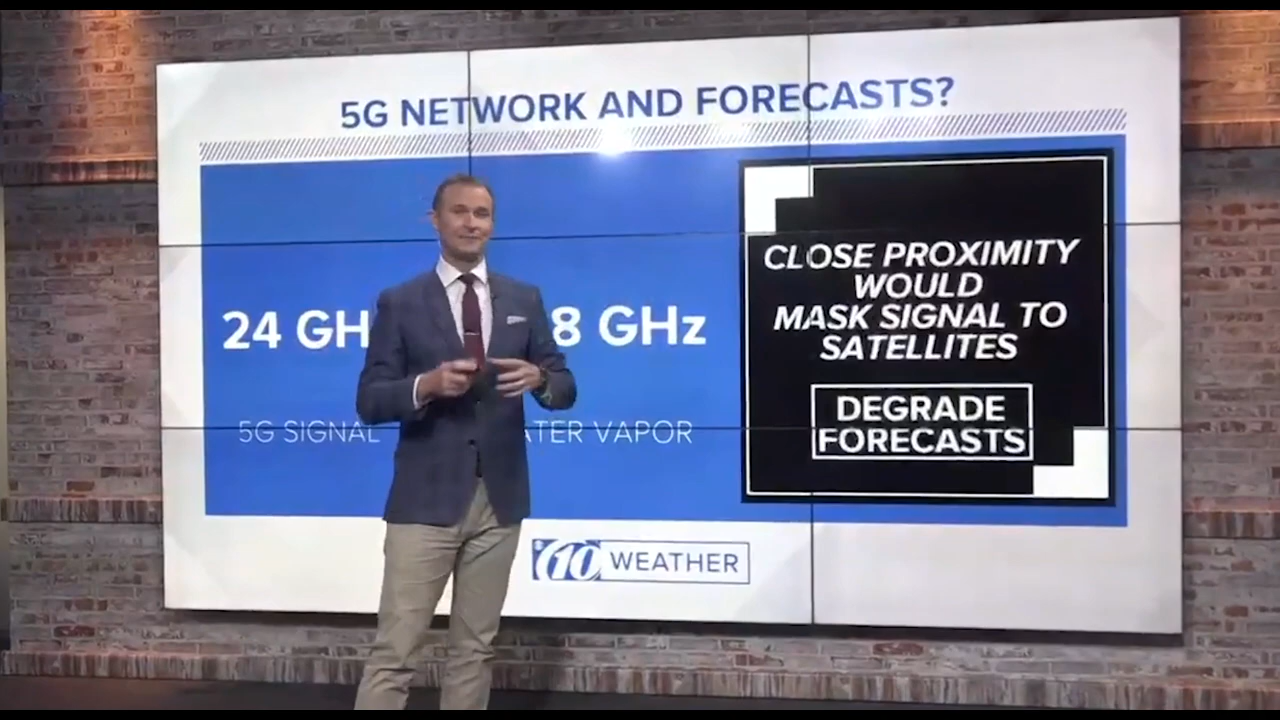 5G NETWORK AND FORECASTS?
CLOSE PROXIMITY
WOULD
MASK SIGNAL TO
SATELLITES
24 GH 8 GHz
5G SIGNAL ATER VAPOR
DEGRADE
FORECASTS
10 WEATHER